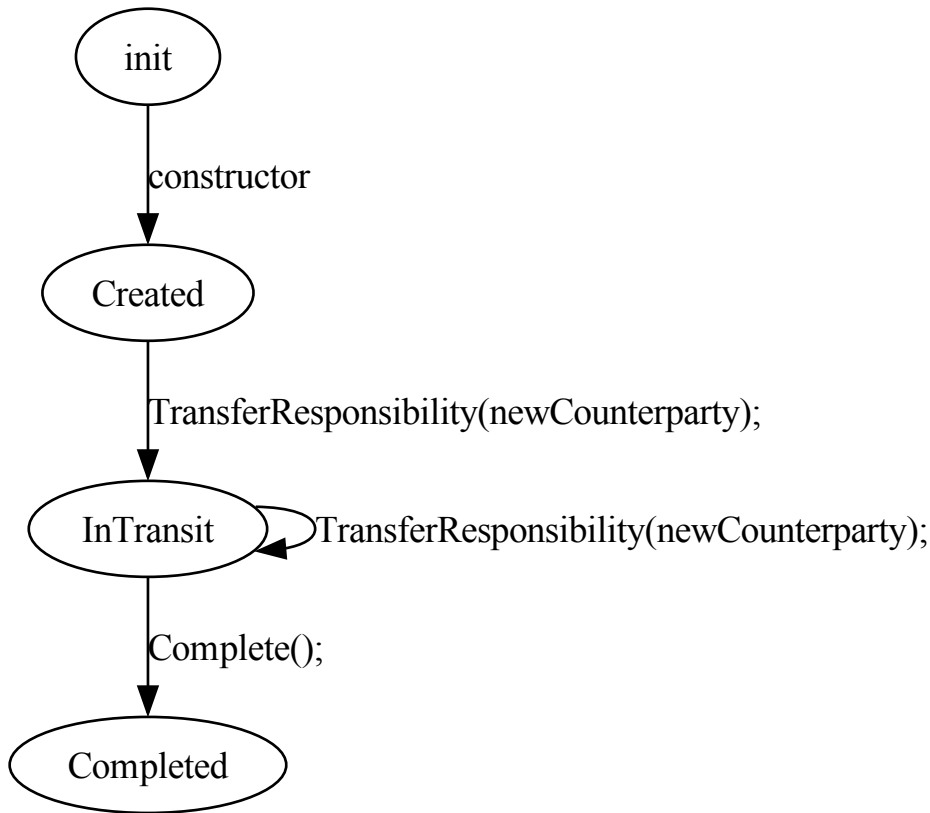 init
constructor
Created
TransferResponsibility(newCounterparty);
InTransit
TransferResponsibility(newCounterparty);
Complete();
Completed